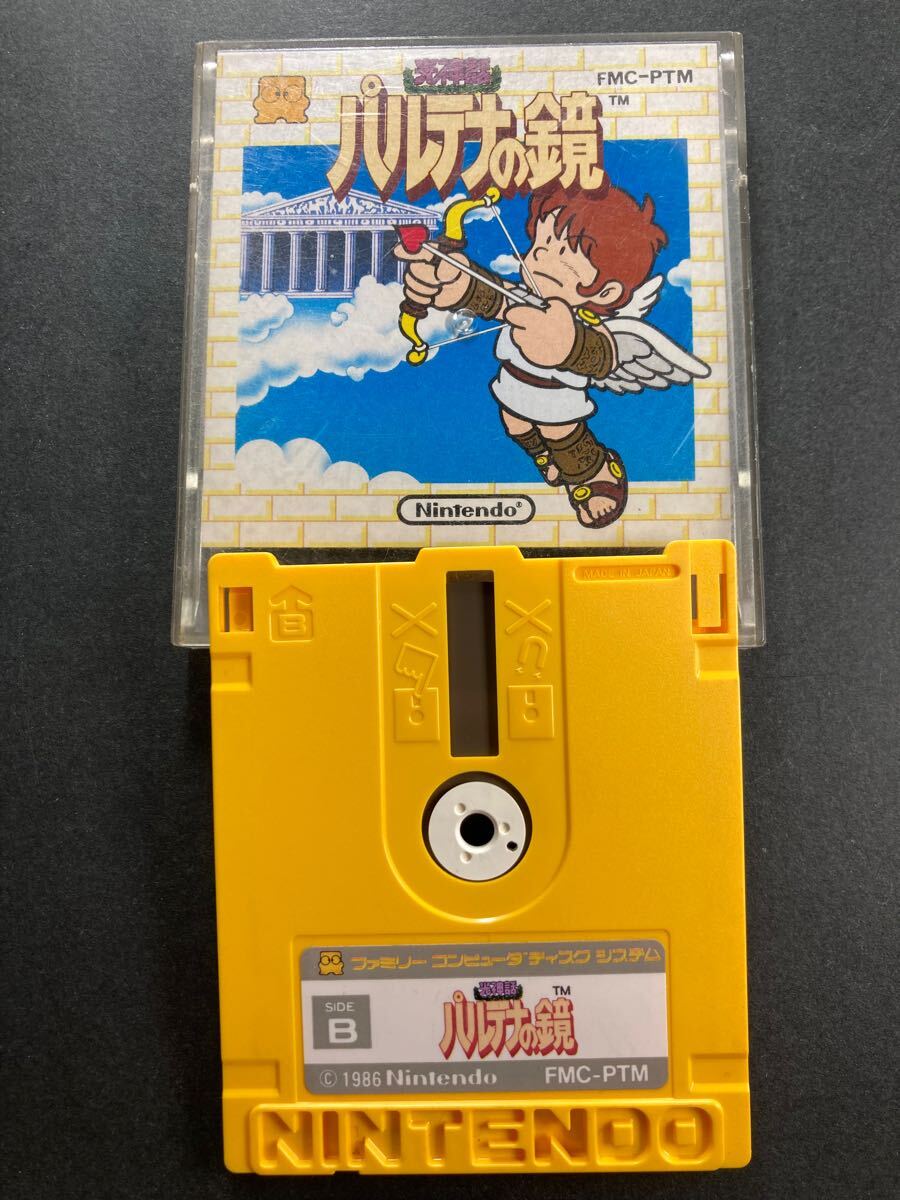 光神話
FMC-PTM
パルテナの鏡
TM
Nintendo®
MADE IN JAPAN
B
ファミリー コンピュータ ディスク システム
SIDE
B
光神話
パルテナの鏡
TM
© 1986 Nintendo
FMC-PTM
NINTENDO